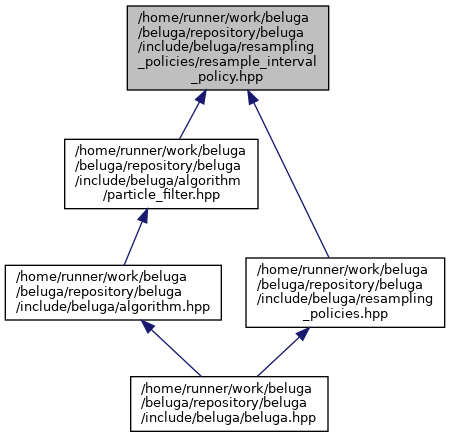 /home/runner/work/beluga
/beluga/repository/beluga
/include/beluga/resampling
_policies/resample_interval
_policy.hpp
/home/runner/work/beluga
/beluga/repository/beluga
/include/beluga/algorithm
/particle_filter.hpp
/home/runner/work/beluga
/beluga/repository/beluga
/include/beluga/algorithm.hpp
/home/runner/work/beluga
/beluga/repository/beluga
/include/beluga/resampling
_policies.hpp
/home/runner/work/beluga
/beluga/repository/beluga
/include/beluga/beluga.hpp